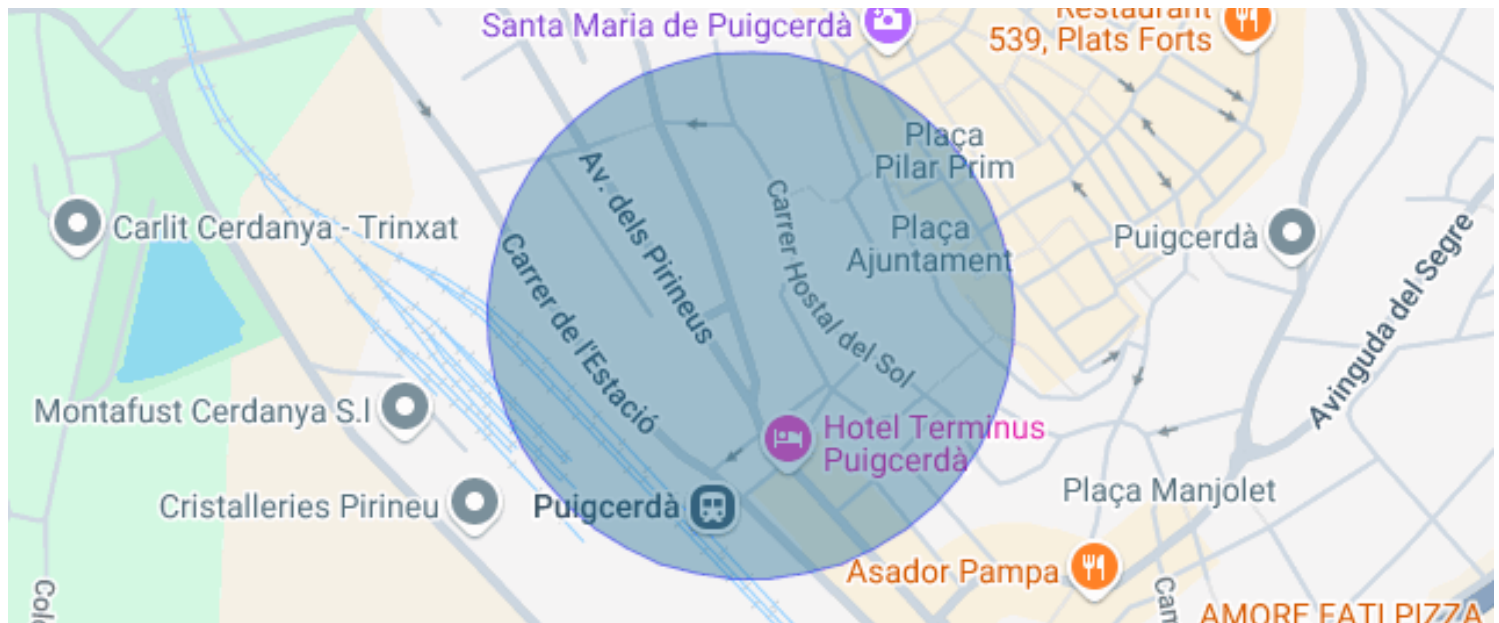 Santa Maria de Puigcerdà
Restaurant
539, Plats Forts
Plaça
Pilar Prim
Av. dels Pirineus
Carrer Hostal del Sol
Carlit Cerdanya - Trinxat
Plaça
Ajuntament
Puigcerdà
Avinguda del Segre
Carrer de l'Estació
Montafust Cerdanya S.l
Hotel Terminus
Puigcerdà
Cristalleries Pirineu
Puigcerdà
Plaça Manjolet
Asador Pampa
AMORE FATI PIZZA